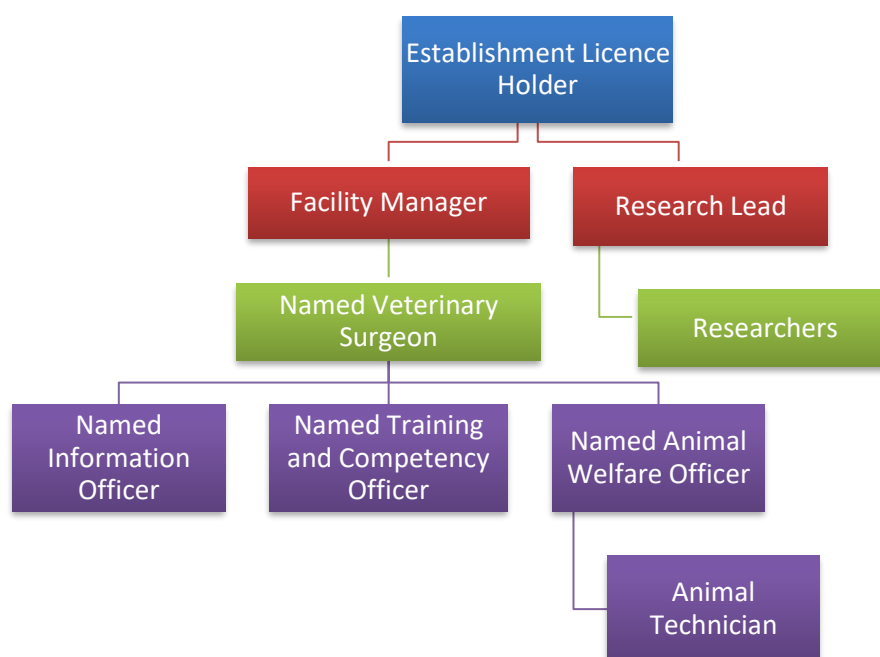 Establishment Licence
Holder
Facility Manager
Research Lead
Named Veterinary
Surgeon
Researchers
Named
Information
Officer
Named Training
and Competency
Officer
Named Animal
Welfare Officer
Animal
Technician